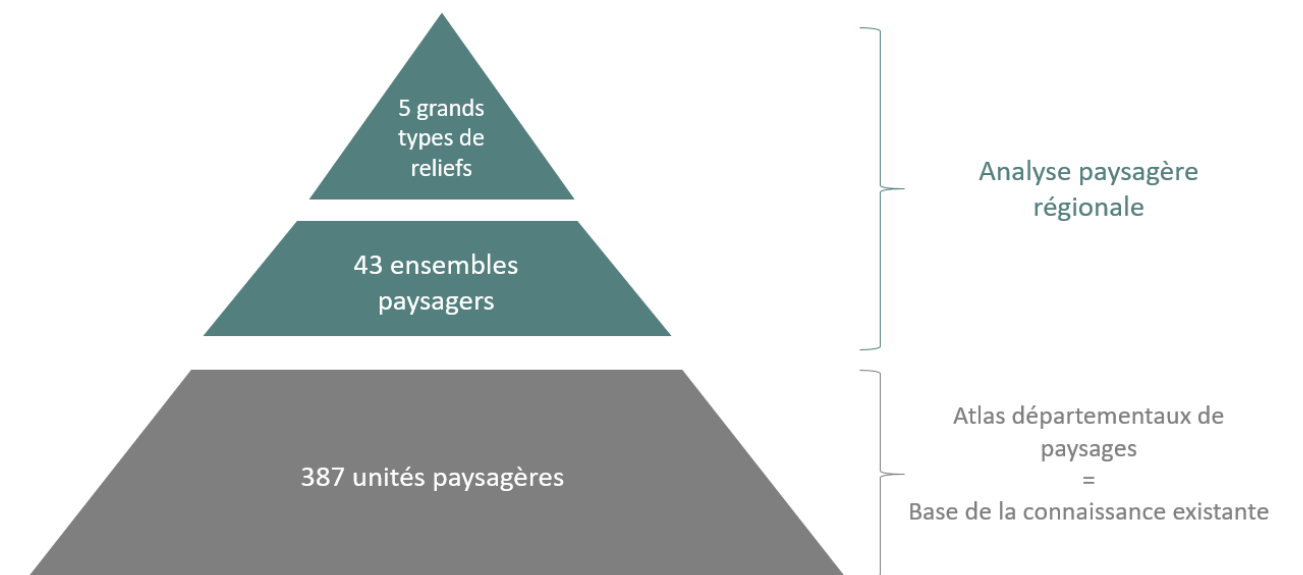 5 grands
types de
reliefs
43 ensembles
paysagers
387 unités paysagères
Analyse paysagère
régionale
Atlas départementaux de
paysages
=
Base de la connaissance existante